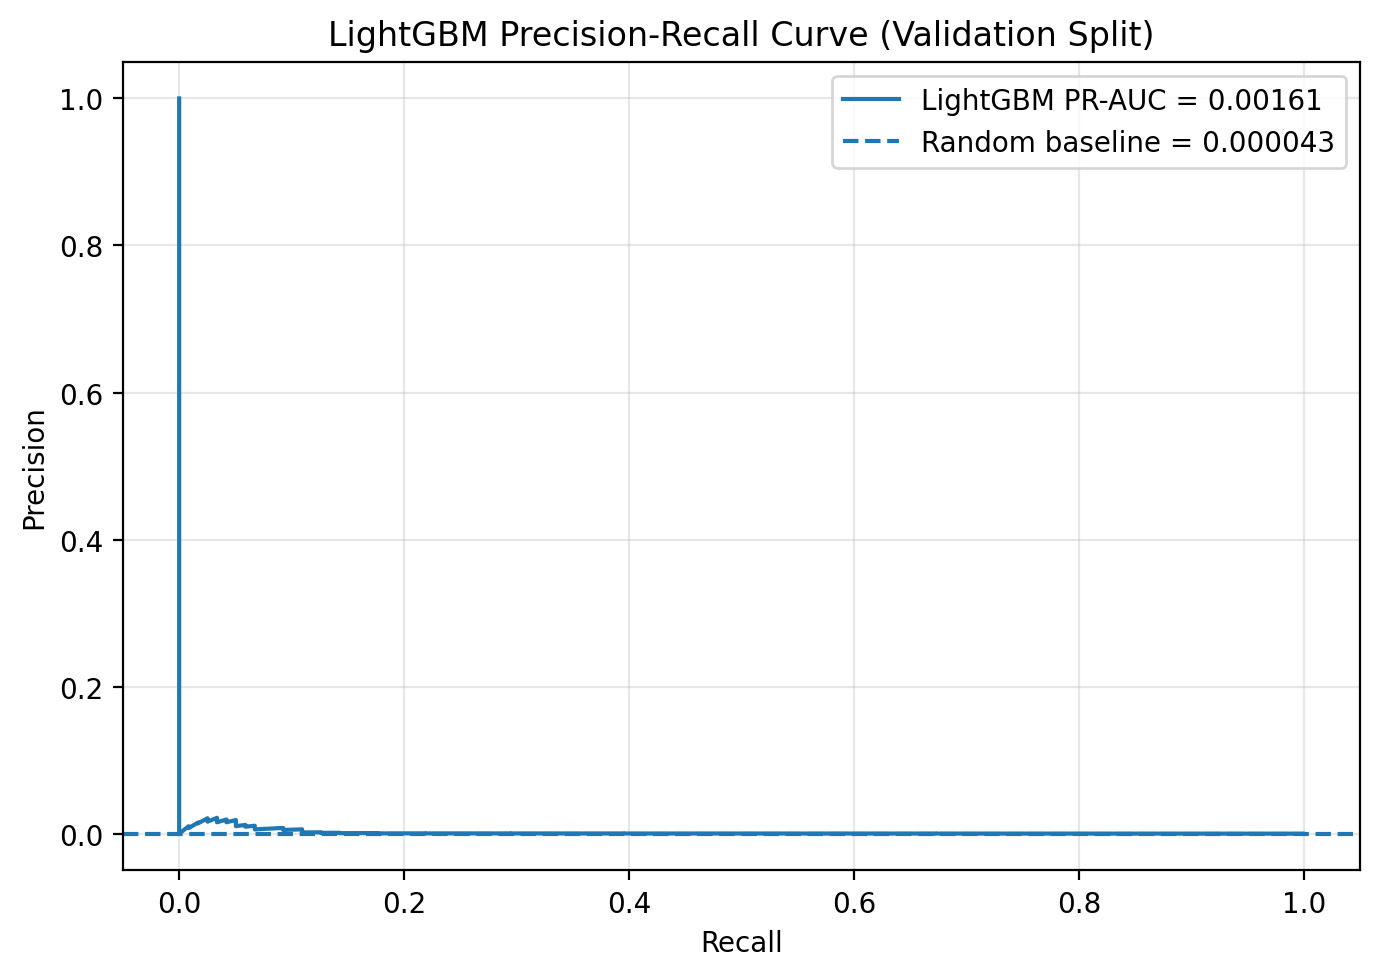 LightGBM Precision-Recall Curve (Validation Split)
LightGBM PR-AUC = 0.00161
Random baseline = 0.000043
Precision
1.0
0.8
0.6
0.4
0.2
0.0
0.0 0.2 0.4 0.6 0.8 1.0
Recall